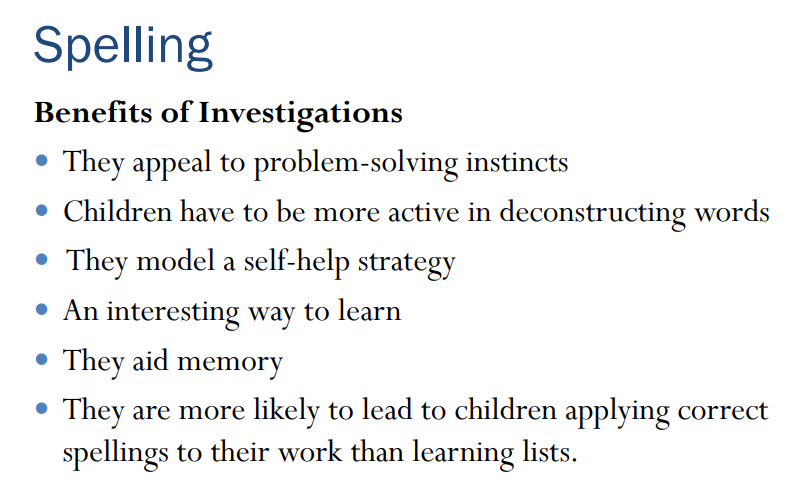 Spelling
Benefits of Investigations
• They appeal to problem-solving instincts
• Children have to be more active in deconstructing words
• They model a self-help strategy
• An interesting way to learn
• They aid memory
• They are more likely to lead to children applying correct
spellings to their work than learning lists.